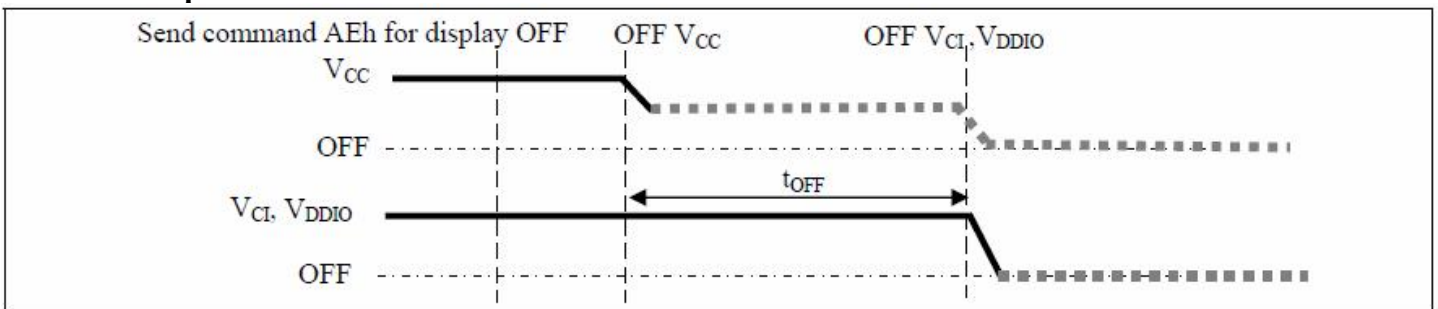 Send command AEh for display OFF OFF VCC OFF VCI, VDDIO
VCC
OFF
tOFF
VCI, VDDIO
OFF